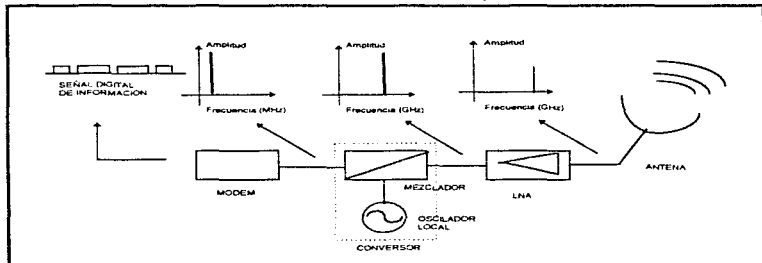 Amplitud
Amplitud
Amplitud
SEÑAL DIGITAL
DE INFORMACION
Frecuencia (MHz)
Frecuencia (GHz)
Frecuencia (GHz)
ANTENA
MODEM
MEZCLADOR
LNA
OSCILADOR
LOCAL
CONVERSOR